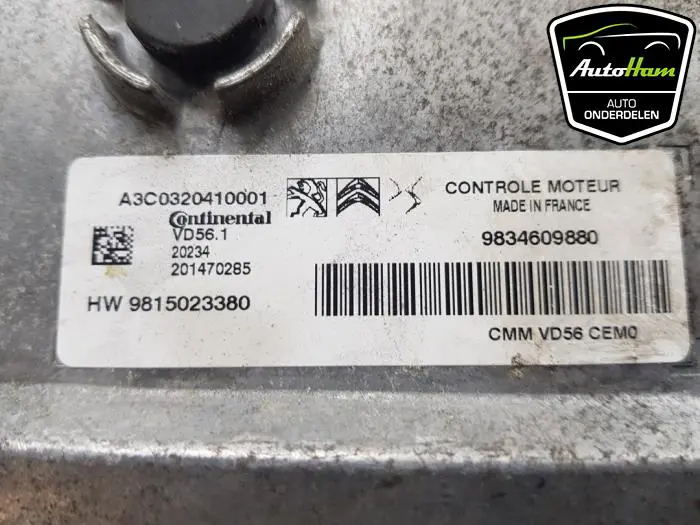 AutoHam
AUTO
ONDERDELEN
A3C0320410001
Continental
VD56.1
20234
201470285
HW 9815023380
CONTROLE MOTEUR
MADE IN FRANCE
9834609880
CMM VD56 CEM0